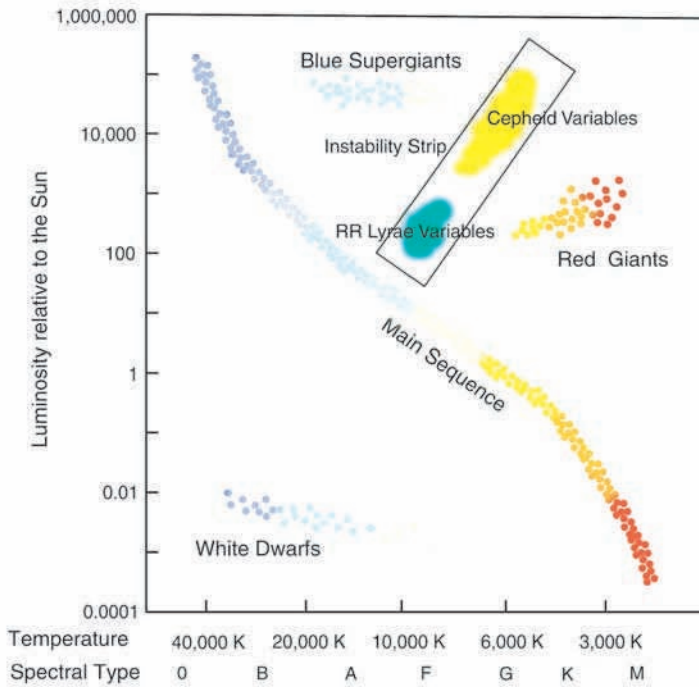 1,000,000
Blue Supergiants
10,000
Cepheid Variables
Instability Strip
RR Lyrae Variables
100
Red Giants
Main Sequence
1
0.01
White Dwarfs
0.0001
Luminosity relative to the Sun
Temperature 40,000 K 20,000 K 10,000 K 6,000 K 3,000 K
Spectral Type 0 B A F G K M